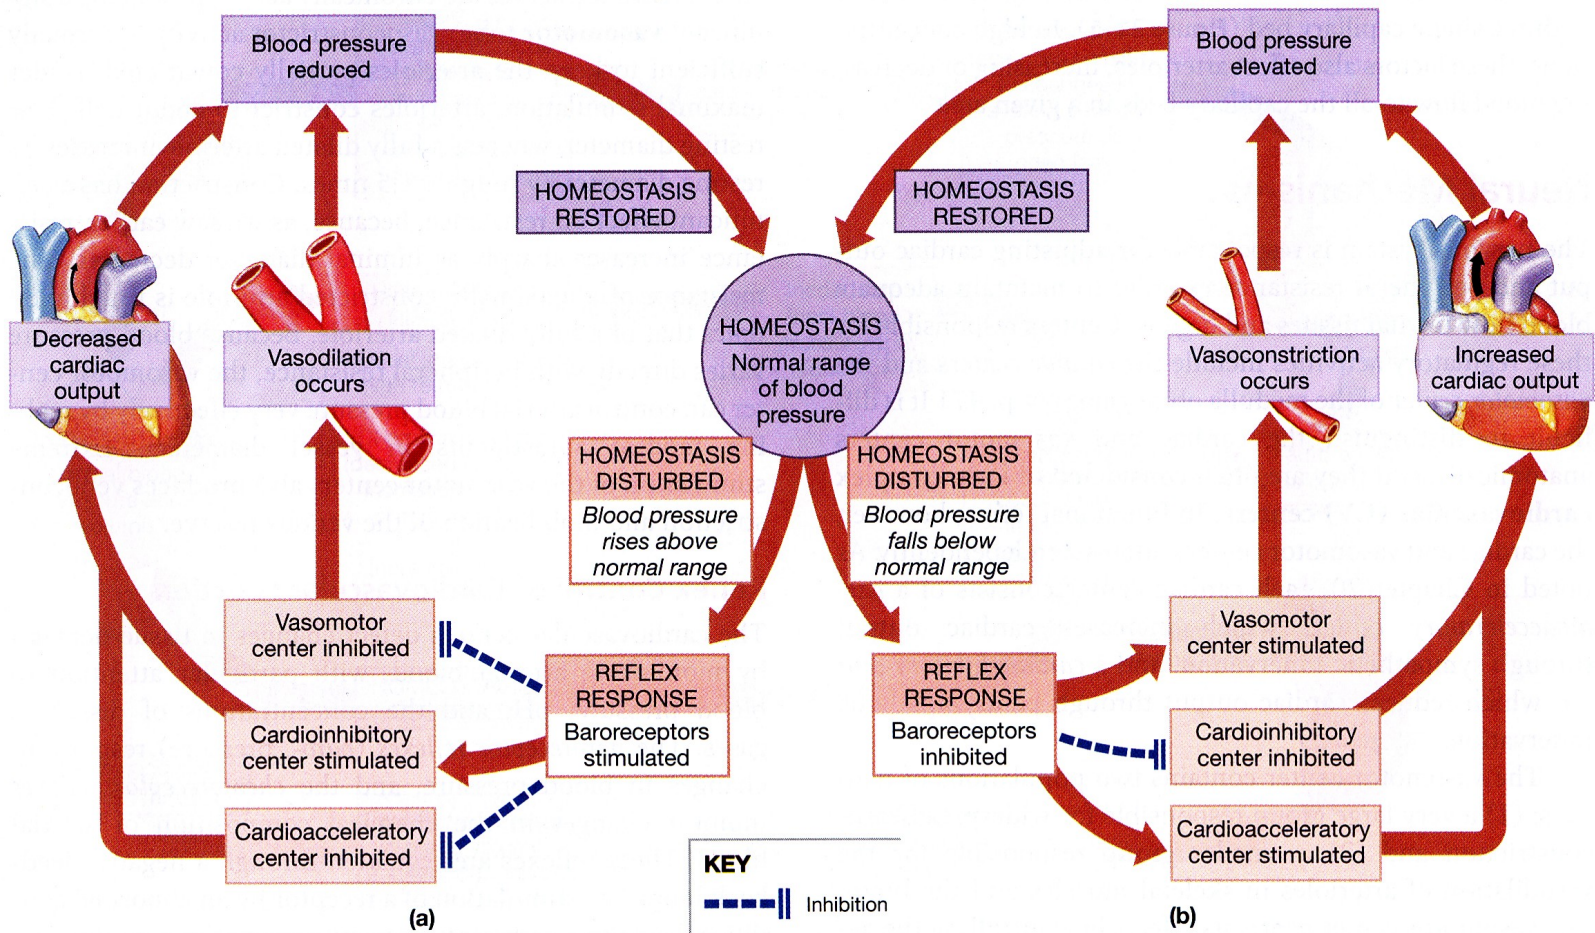 Blood pressure
reduced
HOMEOSTASIS
RESTORED
Decreased
cardiac
output
Vasodilation
occurs
HOMEOSTASIS
DISTURBED
Blood pressure
rises above
normal range
Vasomotor
center inhibited
REFLEX
RESPONSE
Baroreceptors
stimulated
Cardioinhibitory
center stimulated
Cardioacceleratory
center inhibited
(a)
HOMEOSTASIS
Normal range
of blood
pressure
Blood pressure
elevated
HOMEOSTASIS
RESTORED
Vasoconstriction
occurs
Increased
cardiac output
HOMEOSTASIS
DISTURBED
Blood pressure
falls below
normal range
Vasomotor
center stimulated
REFLEX
RESPONSE
Baroreceptors
inhibited
Cardioinhibitory
center inhibited
Cardioacceleratory
center stimulated
(b)
KEY
Inhibition